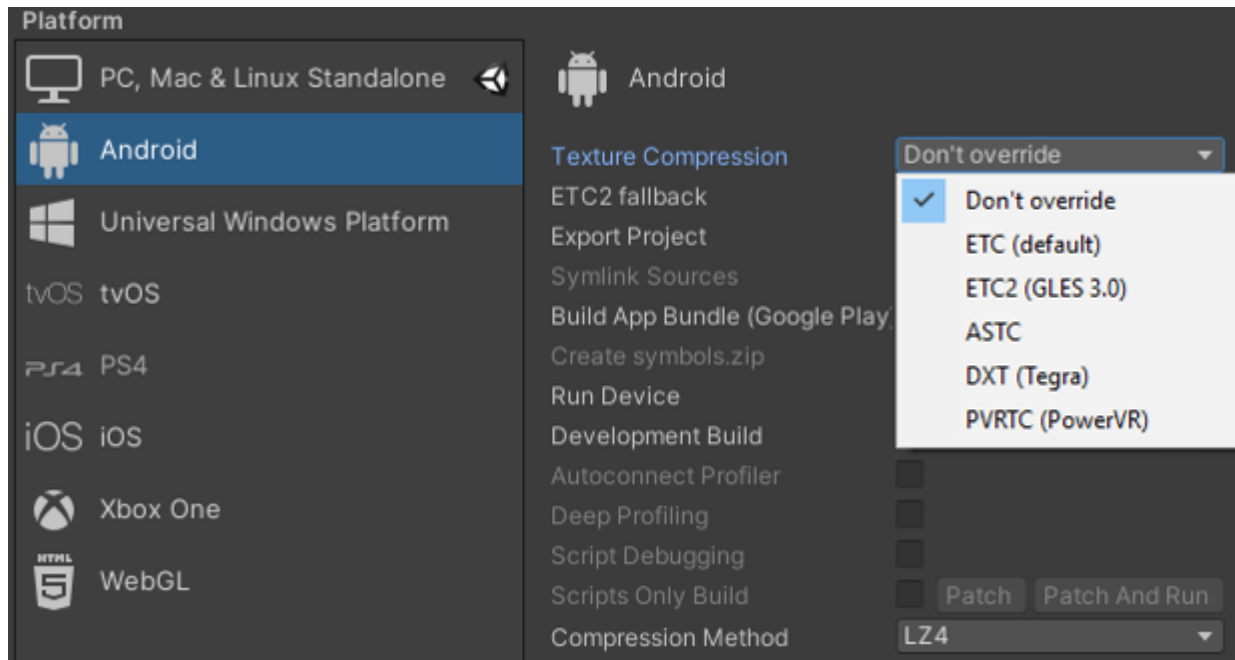 Platform
PC, Mac & Linux Standalone
Android
Universal Windows Platform
tvOS tvOS
PS4 PS4
iOS iOS
Xbox One
HTML 5 WebGL
Android
Texture Compression Don't override
ETC2 fallback
Export Project
Symlink Sources
Build App Bundle (Google Play)
Create symbols.zip
Run Device
Development Build
Autoconnect Profiler
Deep Profiling
Script Debugging
Scripts Only Build Patch Patch And Run
Compression Method LZ4
Don't override
ETC (default)
ETC2 (GLES 3.0)
ASTC
DXT (Tegra)
PVRTC (PowerVR)